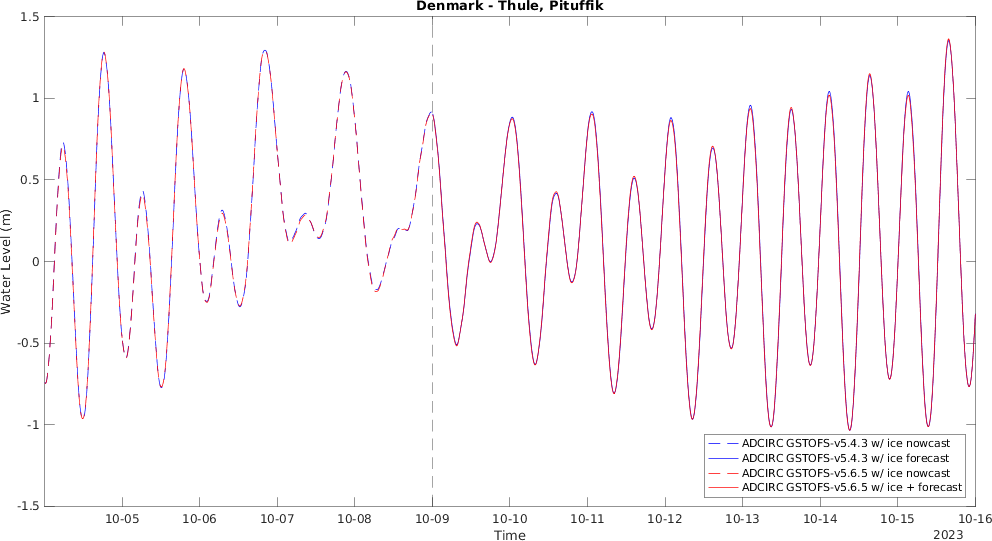 Denmark - Thule, Pituffik
1.5
1
0.5
0
-0.5
-1
-1.5
Water Level (m)
ADCIRC GSTOFS-v5.4.3 w/ ice nowcast
ADCIRC GSTOFS-v5.4.3 w/ ice forecast
ADCIRC GSTOFS-v5.6.5 w/ ice nowcast
ADCIRC GSTOFS-v5.6.5 w/ ice + forecast
10-05 10-06 10-07 10-08 10-09 10-10 10-11 10-12 10-13 10-14 10-15 10-16
Time
2023